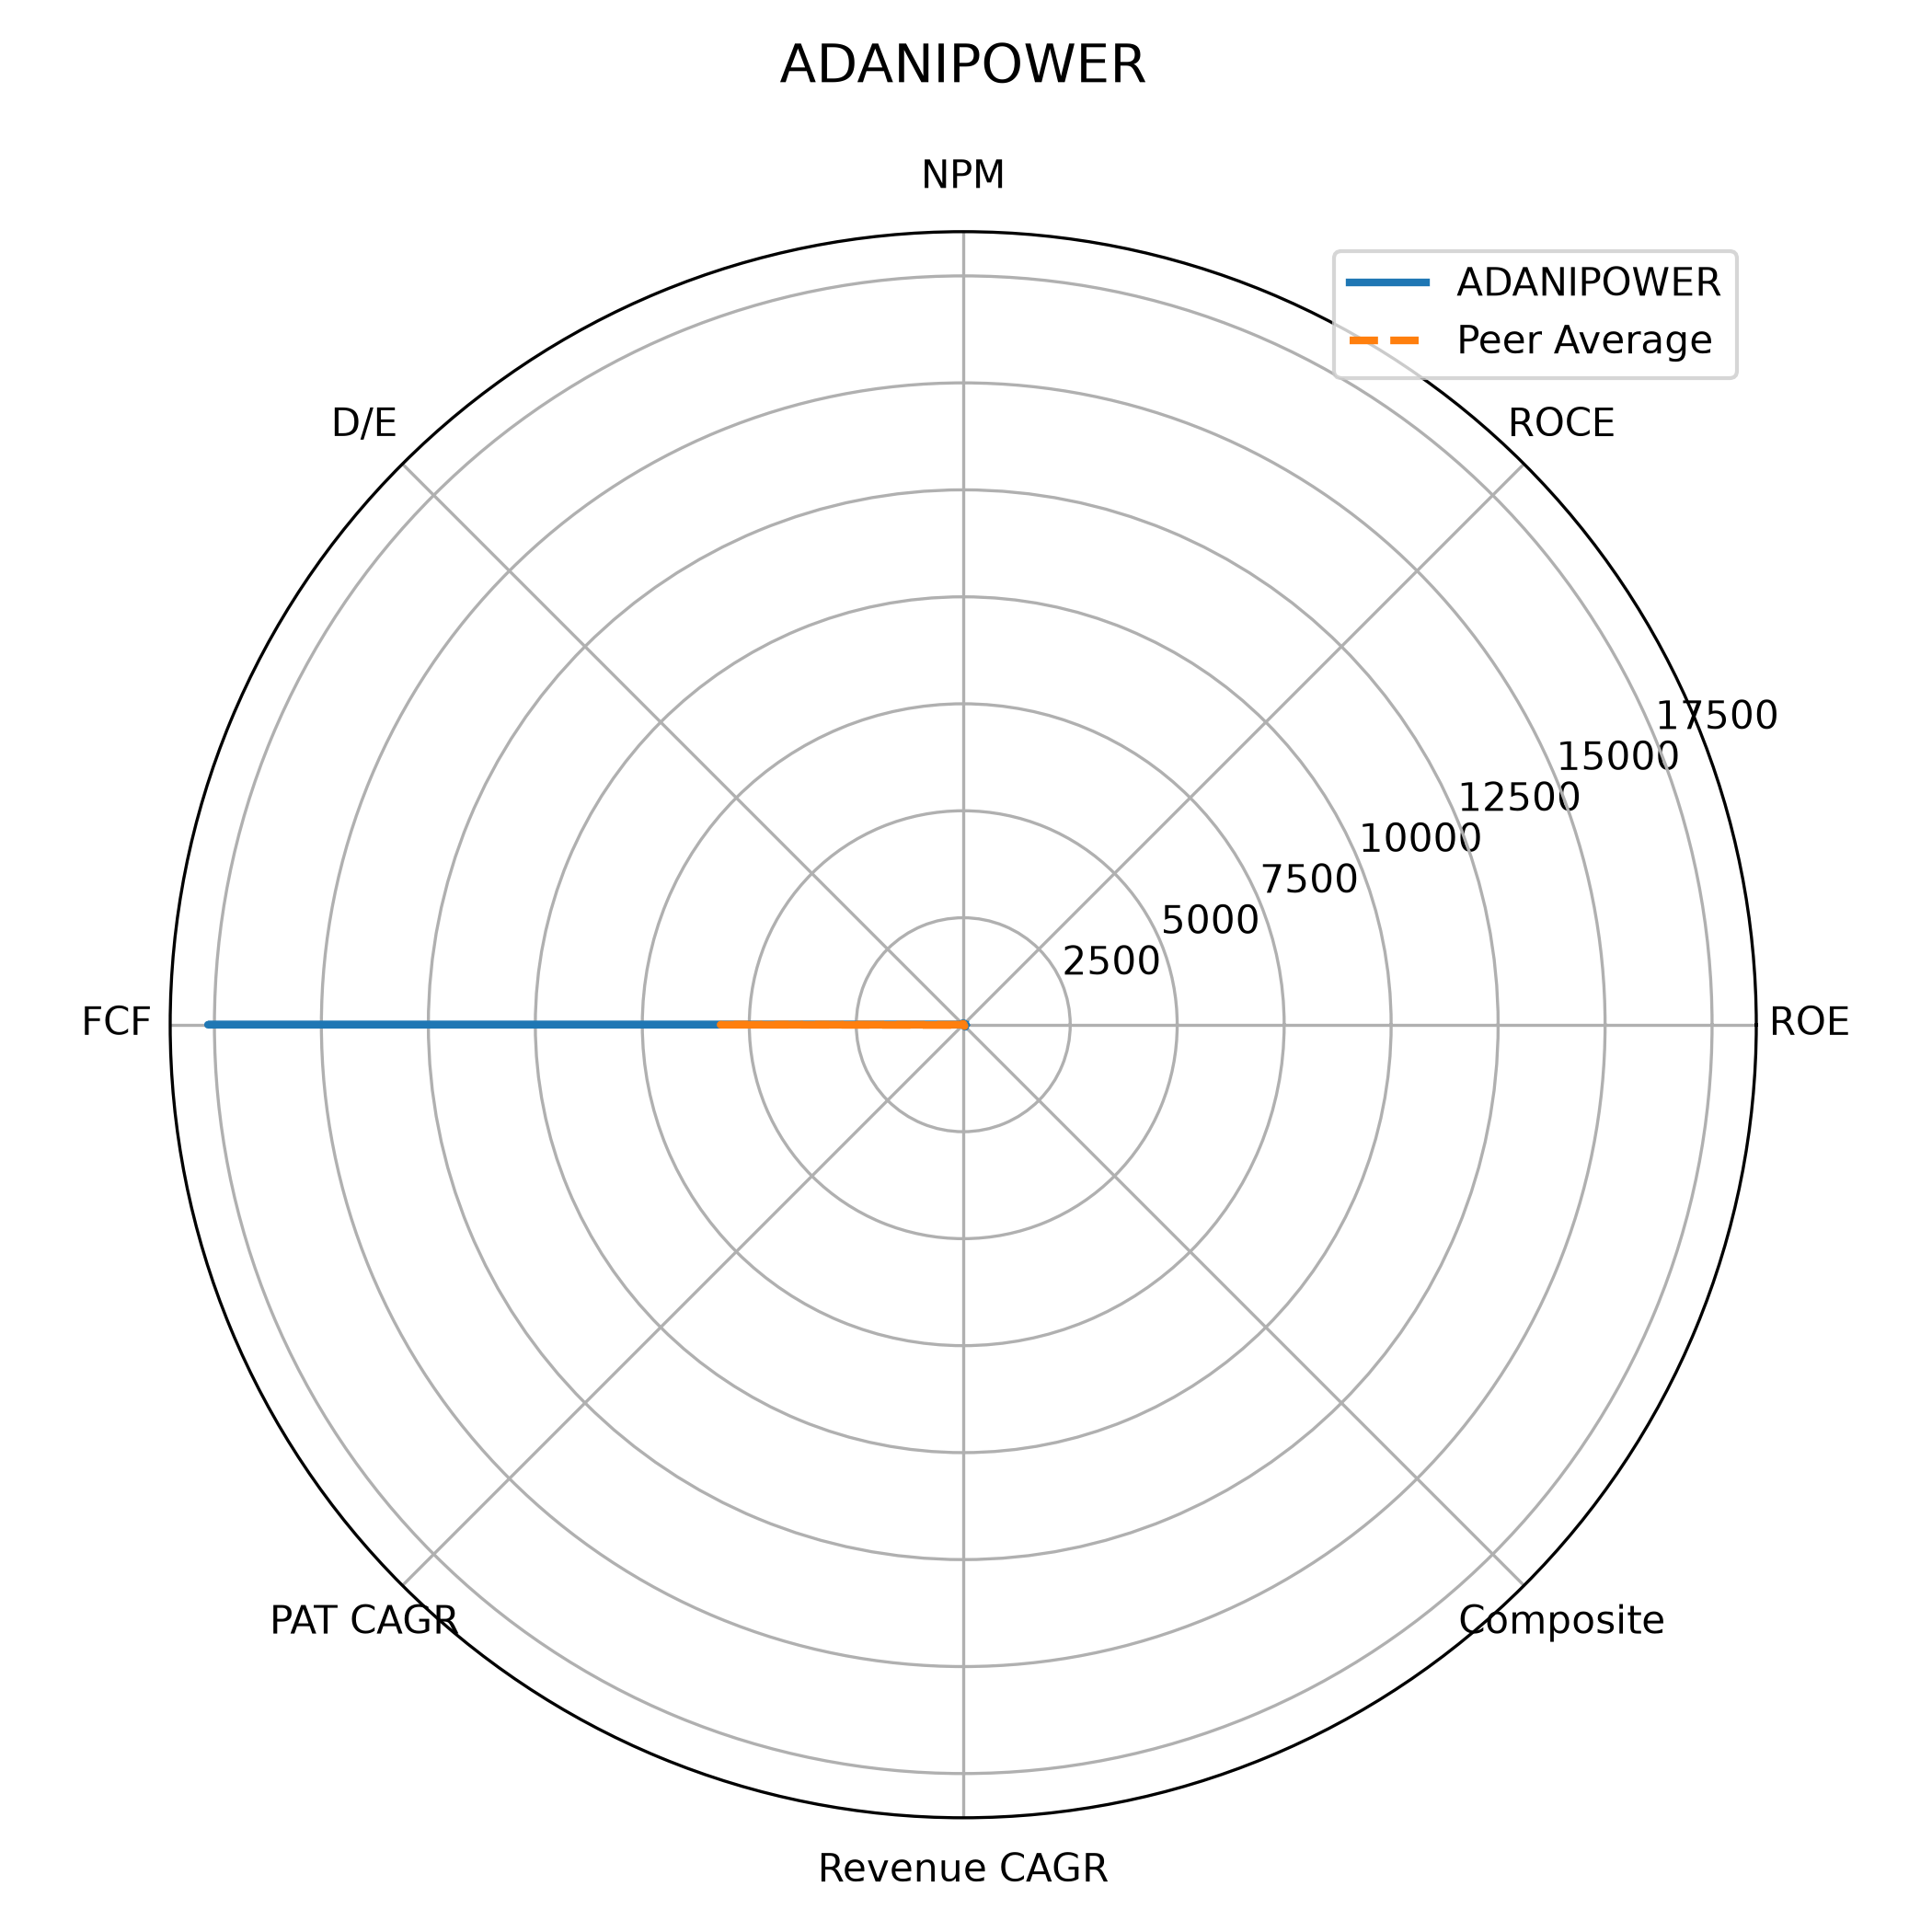 ADANIPOWER
NPM
ADANIPOWER
Peer Average
D/E
ROCE
17500
15000
12500
10000
7500
5000
2500
FCF
ROE
PAT CAGR
Composite
Revenue CAGR